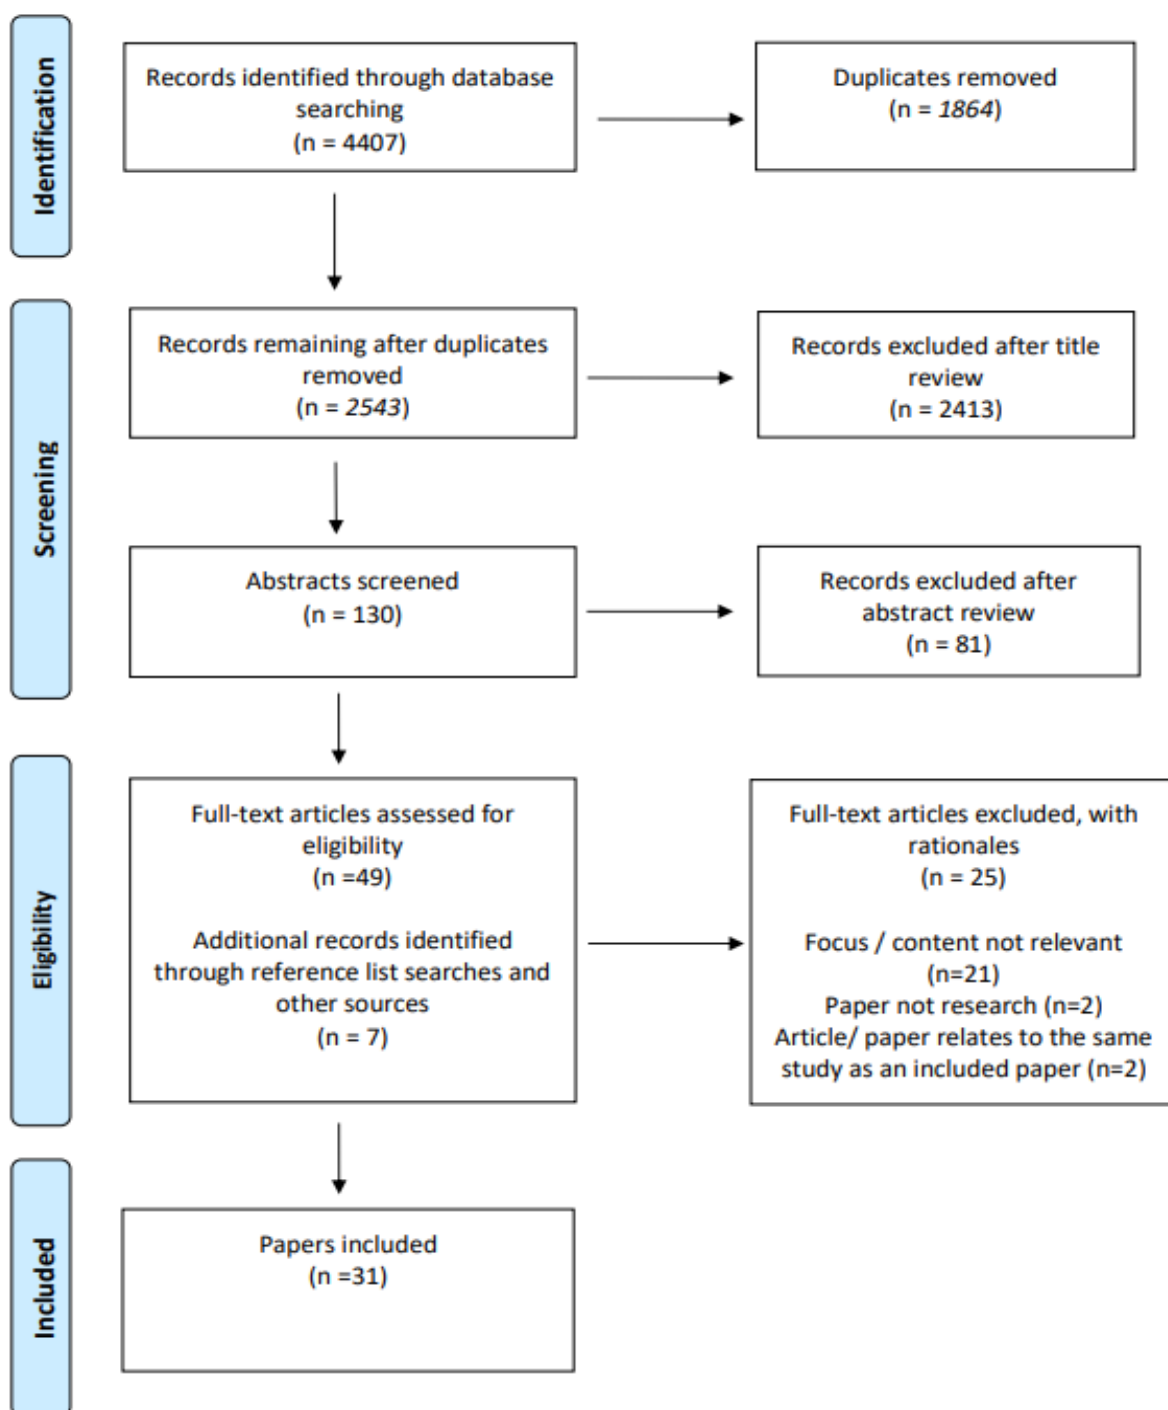 Identification
Records identified through database
searching
(n = 4407)
Duplicates removed
(n = 1864)
Screening
Records remaining after duplicates
removed
(n = 2543)
Records excluded after title
review
(n = 2413)
Abstracts screened
(n = 130)
Records excluded after
abstract review
(n = 81)
Eligibility
Full-text articles assessed for
eligibility
(n =49)
Additional records identified
through reference list searches and
other sources
(n = 7)
Full-text articles excluded, with
rationales
(n = 25)
Focus / content not relevant
(n=21)
Paper not research (n=2)
Article/ paper relates to the same
study as an included paper (n=2)
Included
Papers included
(n =31)